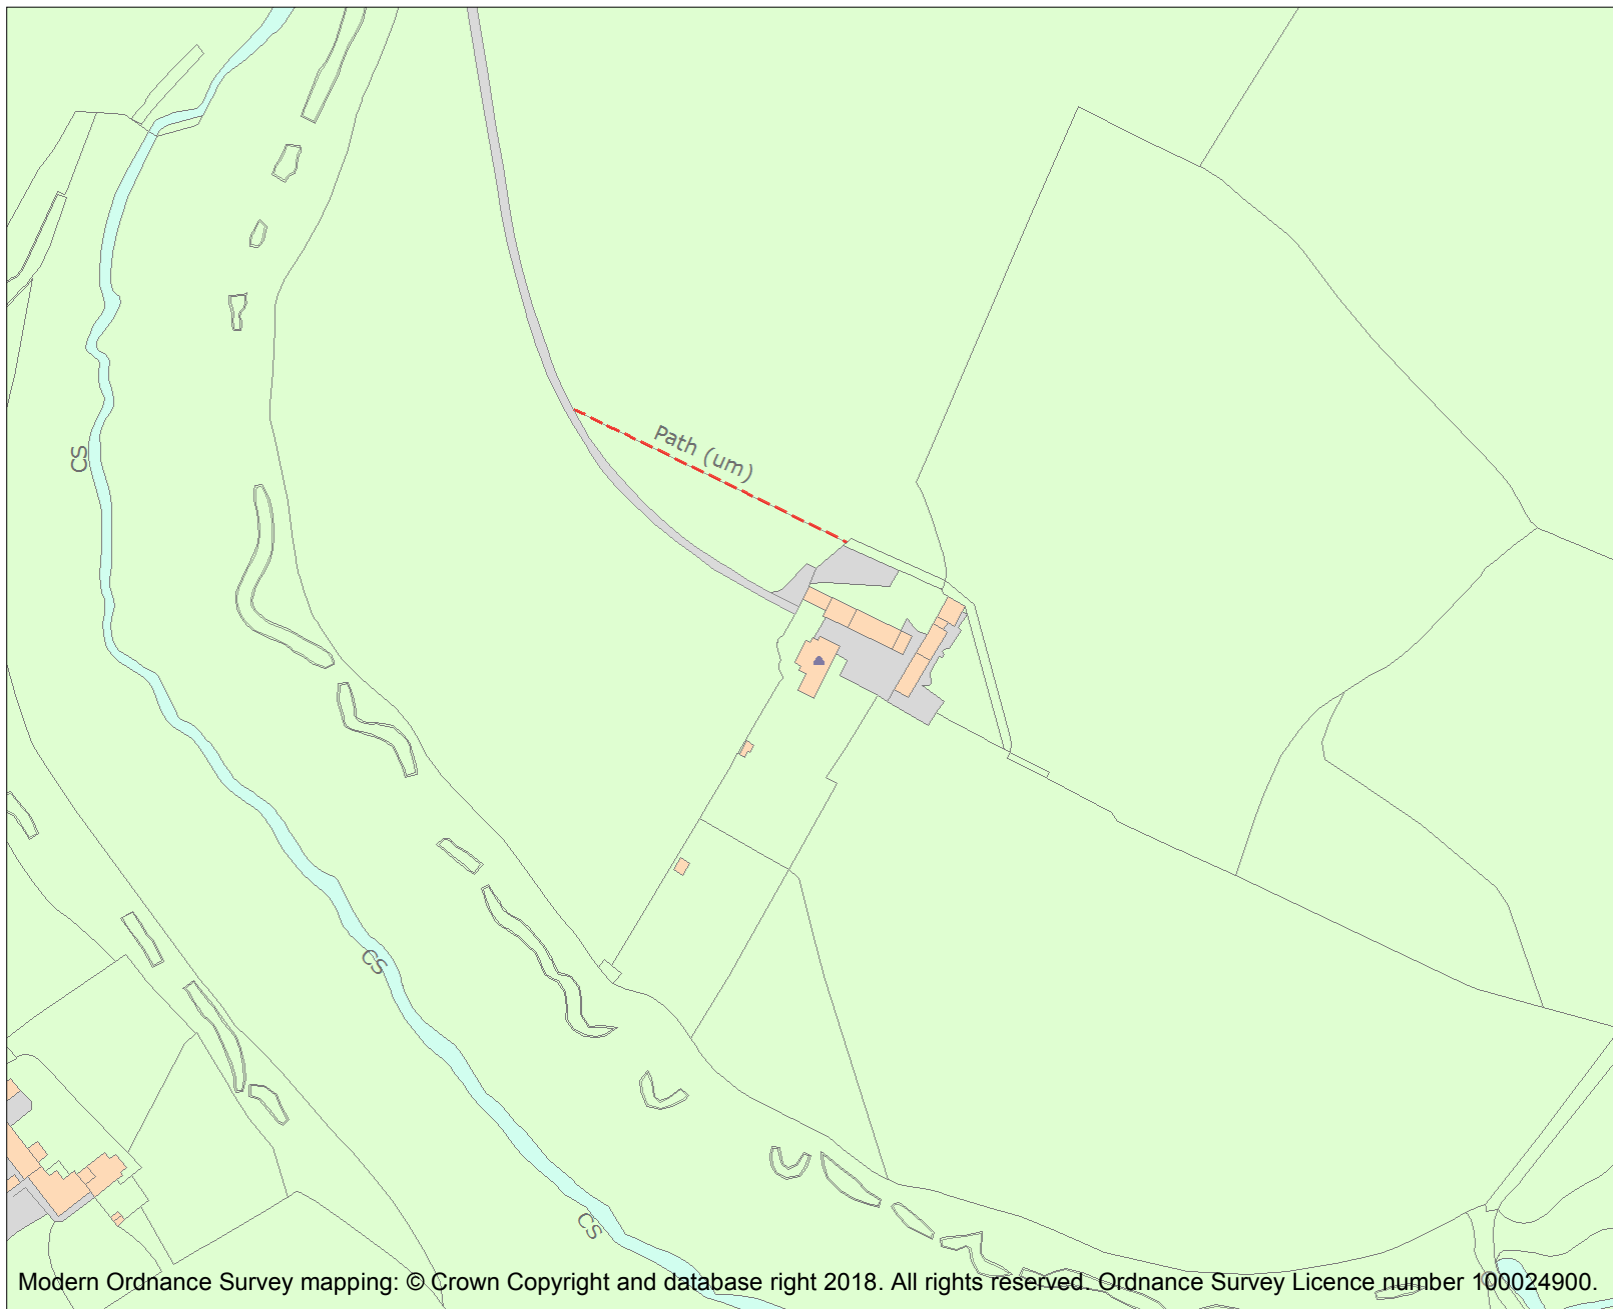 Path (um)
CS
CS
CS
Modern Ordnance Survey mapping: © Crown Copyright and database right 2018. All rights reserved. Ordnance Survey Licence number 100024900.